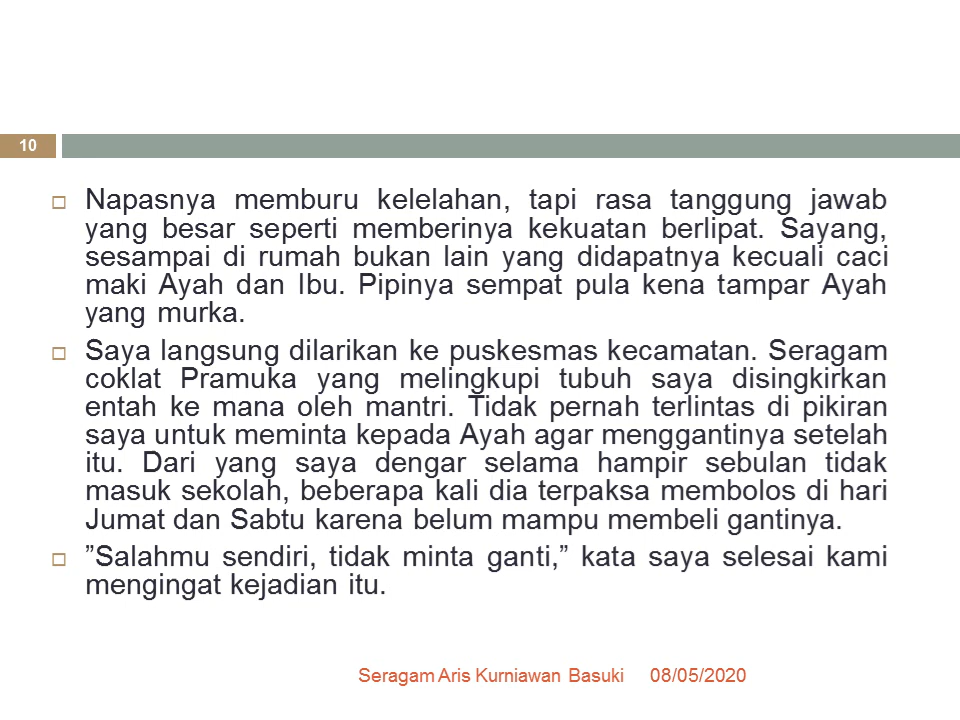 10
Napasnya memburu kelelahan, tapi rasa tanggung jawab
yang besar seperti memberinya kekuatan berlipat. Sayang,
sesampai di rumah bukan lain yang didapatnya kecuali caci
maki Ayah dan Ibu. Pipinya sempat pula kena tampar Ayah
yang murka.
Saya langsung dilarikan ke puskesmas kecamatan. Seragam
coklat Pramuka yang melingkupi tubuh saya disingkirkan
entah ke mana oleh mantri. Tidak pernah terlintas di pikiran
saya untuk meminta kepada Ayah agar menggantinya setelah
itu. Dari yang saya dengar selama hampir sebulan tidak
masuk sekolah, beberapa kali dia terpaksa membolos di hari
Jumat dan Sabtu karena belum mampu membeli gantinya.
”Salahmu sendiri, tidak minta ganti,” kata saya selesai kami
mengingat kejadian itu.
Seragam Aris Kurniawan Basuki 08/05/2020